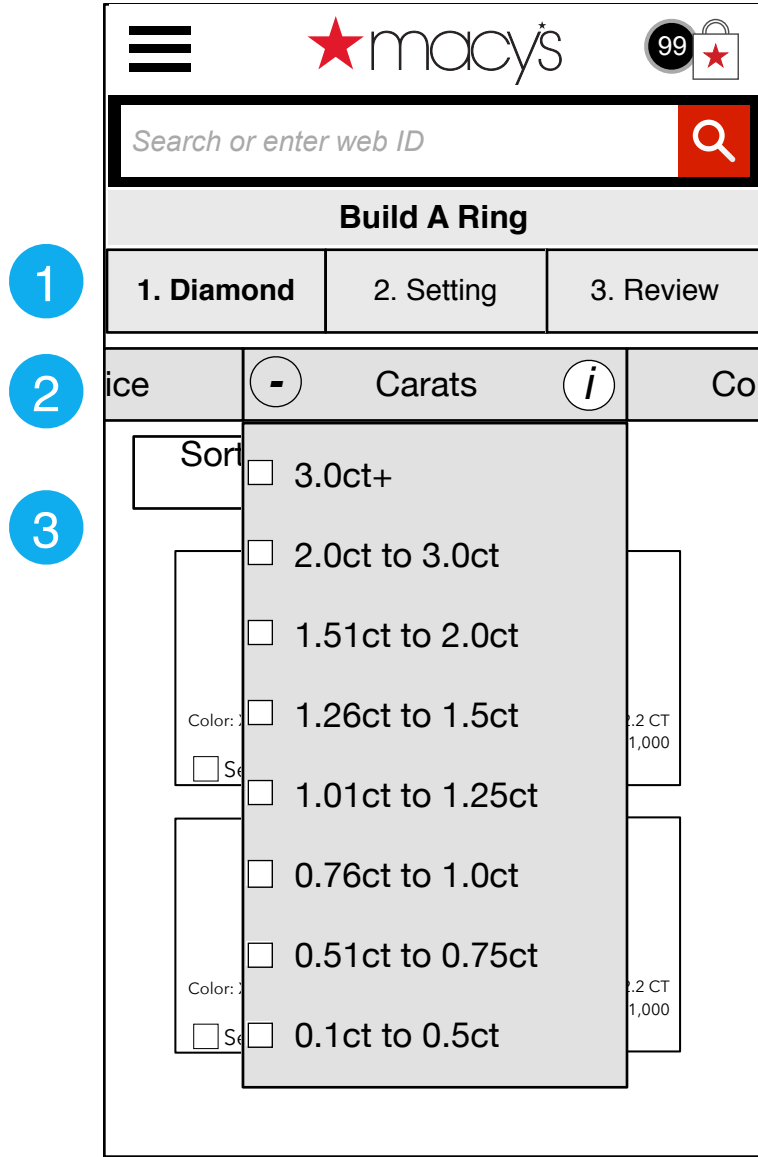 macy's
99
Search or enter web ID
Build A Ring
1
1. Diamond 2. Setting 3. Review
2
ice - Carats i Co
Sort
3.0ct+
3
2.0ct to 3.0ct
1.51ct to 2.0ct
1.26ct to 1.5ct
Color: .2 CT
1,000
Se
1.01ct to 1.25ct
0.76ct to 1.0ct
0.51ct to 0.75ct
Color: .2 CT
1,000
Se
0.1ct to 0.5ct